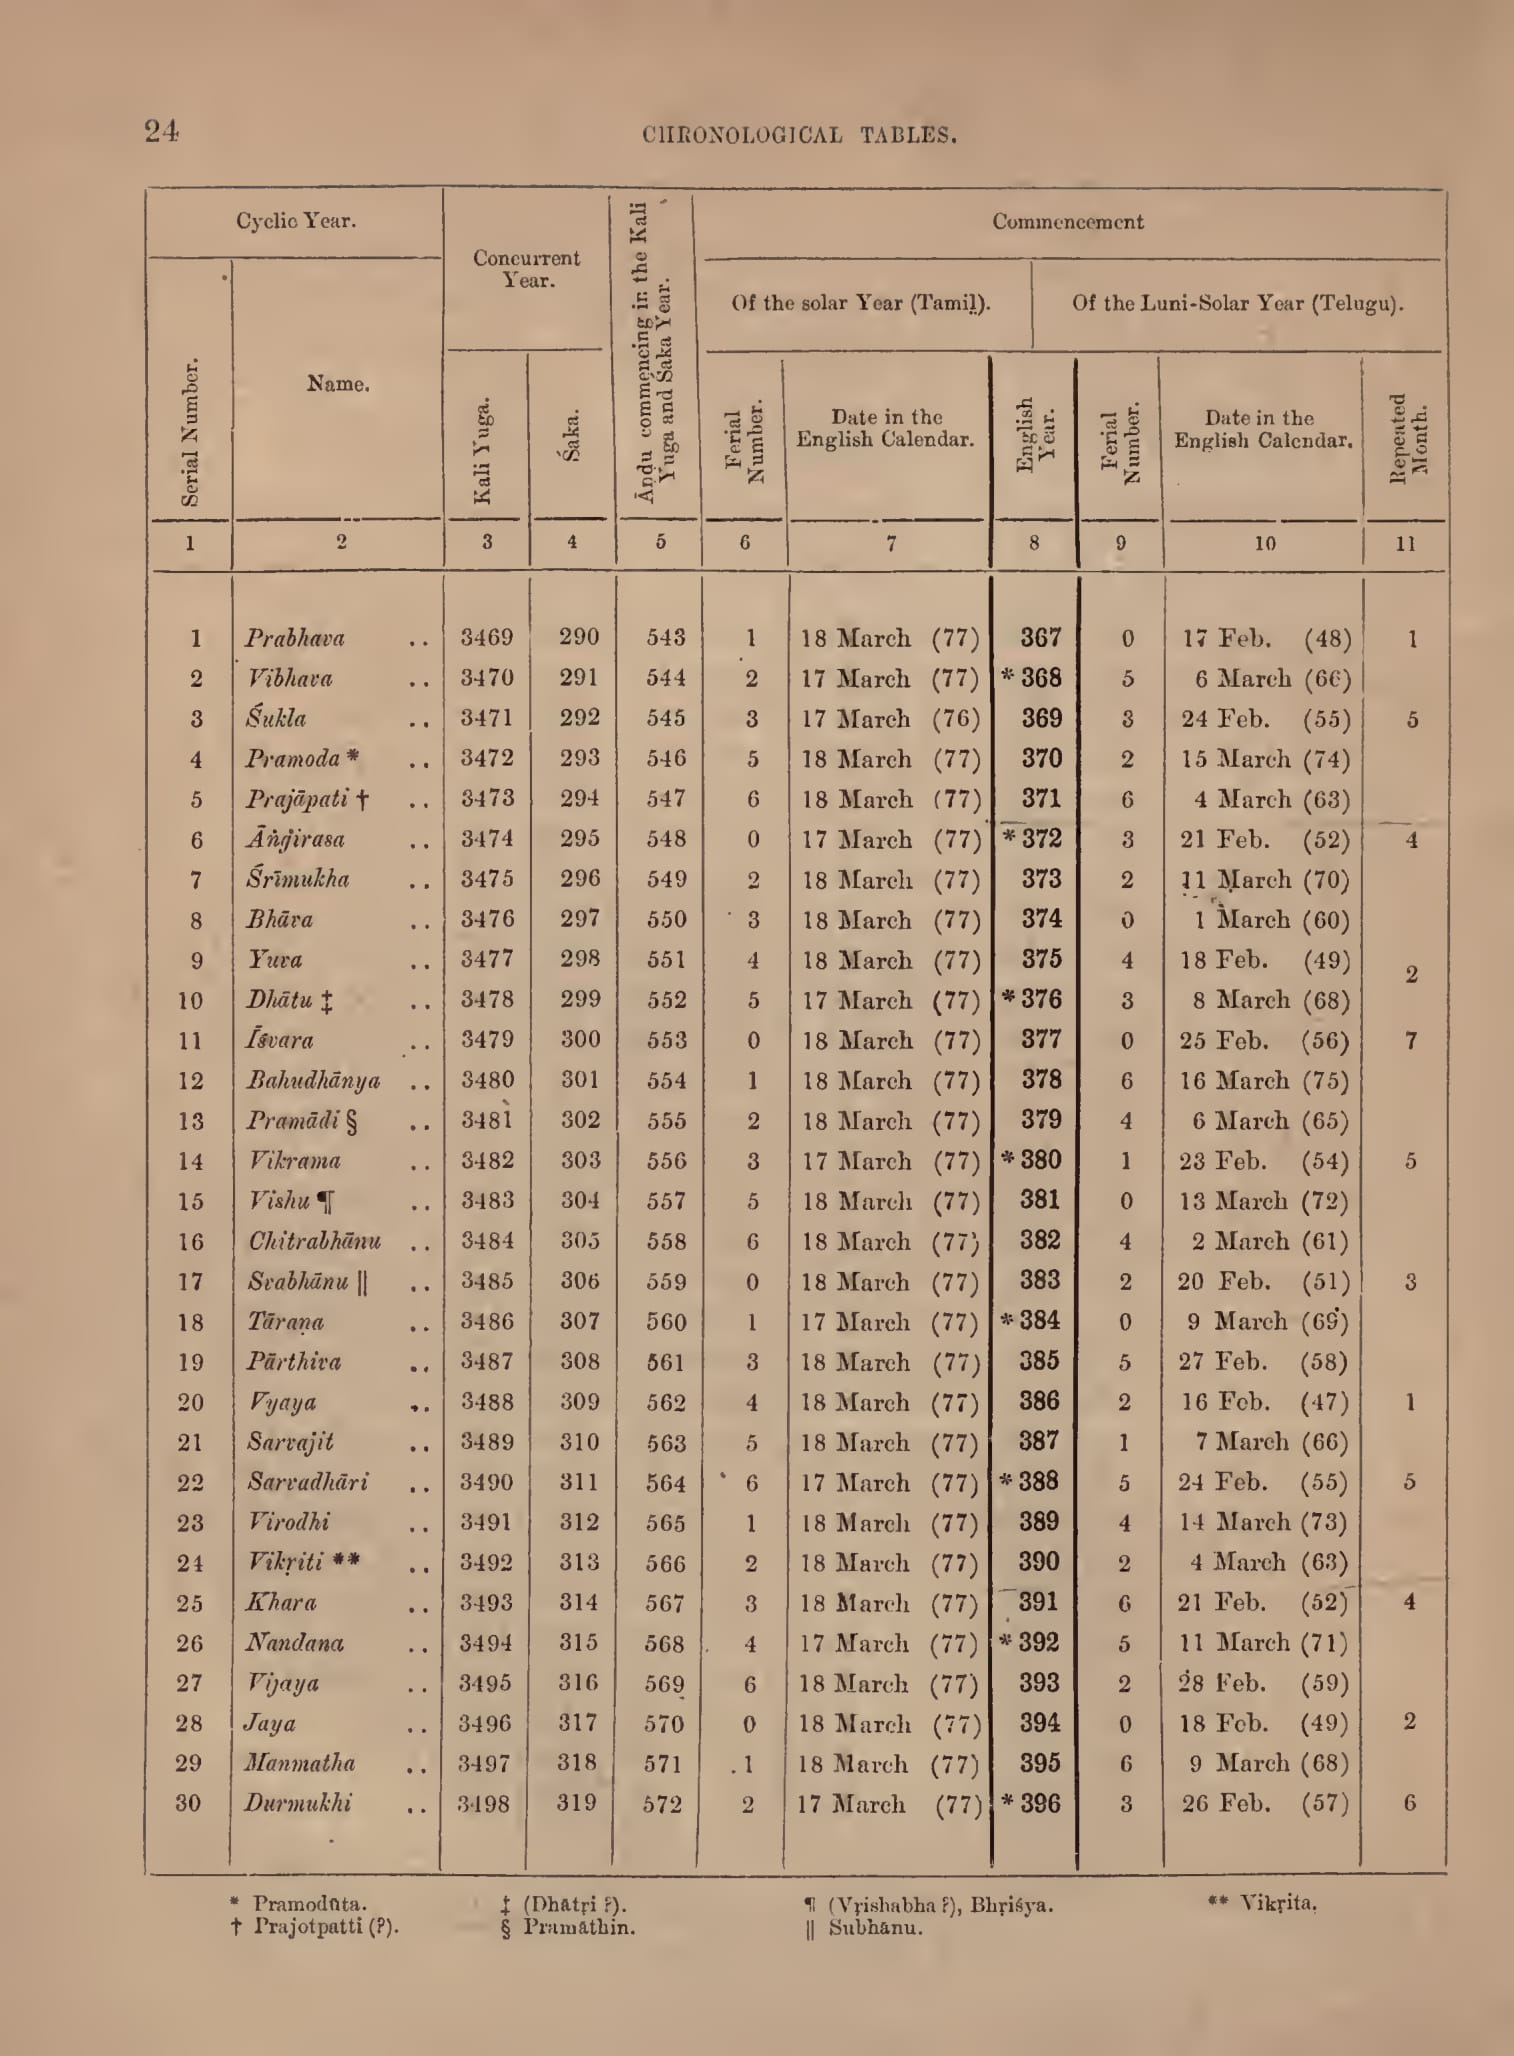 24
CHRONOLOGICAL TABLES.
Cyclic Year.
Concurrent Year.
Āṇḍu commencing in the Kali Yuga and Śaka Year.
Commencement
Of the solar Year (Tamiḻ).
Of the Luni-Solar Year (Telugu).
Serial Number.
Name.
Kali Yuga.
Śaka.
Ferial Number.
Date in the English Calendar.
English Year.
Ferial Number.
Date in the English Calendar.
Repeated Month.
1 2 3 4 5 6 7 8 9 10 11
1 Prabhava .. 3469 290 543 1 18 March (77) 367 0 17 Feb. (48) 1
2 Vibhava .. 3470 291 544 2 17 March (77) *368 5 6 March (66)
3 Śukla .. 3471 292 545 3 17 March (76) 369 3 24 Feb. (55) 5
4 Pramoda * .. 3472 293 546 5 18 March (77) 370 2 15 March (74)
5 Prajāpati † .. 3473 294 547 6 18 March (77) 371 6 4 March (63)
6 Āṅgirasa .. 3474 295 548 0 17 March (77) *372 3 21 Feb. (52) 4
7 Śrīmukha .. 3475 296 549 2 18 March (77) 373 2 11 March (70)
8 Bhāva .. 3476 297 550 3 18 March (77) 374 0 1 March (60)
9 Yuva .. 3477 298 551 4 18 March (77) 375 4 18 Feb. (49) 2
10 Dhātu ‡ .. 3478 299 552 5 17 March (77) *376 3 8 March (68)
11 Īśvara .. 3479 300 553 0 18 March (77) 377 0 25 Feb. (56) 7
12 Bahudhānya .. 3480 301 554 1 18 March (77) 378 6 16 March (75)
13 Pramādi § .. 3481 302 555 2 18 March (77) 379 4 6 March (65)
14 Vikrama .. 3482 303 556 3 17 March (77) *380 1 23 Feb. (54) 5
15 Vishu ¶ .. 3483 304 557 5 18 March (77) 381 0 13 March (72)
16 Chitrabhānu .. 3484 305 558 6 18 March (77) 382 4 2 March (61)
17 Svabhānu || .. 3485 306 559 0 18 March (77) 383 2 20 Feb. (51) 3
18 Tāraṇa .. 3486 307 560 1 17 March (77) *384 0 9 March (69)
19 Pārthiva .. 3487 308 561 3 18 March (77) 385 5 27 Feb. (58)
20 Vyaya .. 3488 309 562 4 18 March (77) 386 2 16 Feb. (47) 1
21 Sarvajit .. 3489 310 563 5 18 March (77) 387 1 7 March (66)
22 Sarvadhāri .. 3490 311 564 6 17 March (77) *388 5 24 Feb. (55) 5
23 Virodhi .. 3491 312 565 1 18 March (77) 389 4 14 March (73)
24 Vikṛiti ** .. 3492 313 566 2 18 March (77) 390 2 4 March (63)
25 Khara .. 3493 314 567 3 18 March (77) 391 6 21 Feb. (52) 4
26 Nandana .. 3494 315 568 4 17 March (77) *392 5 11 March (71)
27 Vijaya .. 3495 316 569 6 18 March (77) 393 2 28 Feb. (59)
28 Jaya .. 3496 317 570 0 18 March (77) 394 0 18 Feb. (49) 2
29 Manmatha .. 3497 318 571 1 18 March (77) 395 6 9 March (68)
30 Durmukhi .. 3498 319 572 2 17 March (77) *396 3 26 Feb. (57) 6
* Pramodūta. ‡ (Dhātṛi ?). ¶ (Vṛishabha ?), Bhṛiśya. ** Vikṛita.
† Prajotpatti (?). § Pramāthin. || Subhānu.